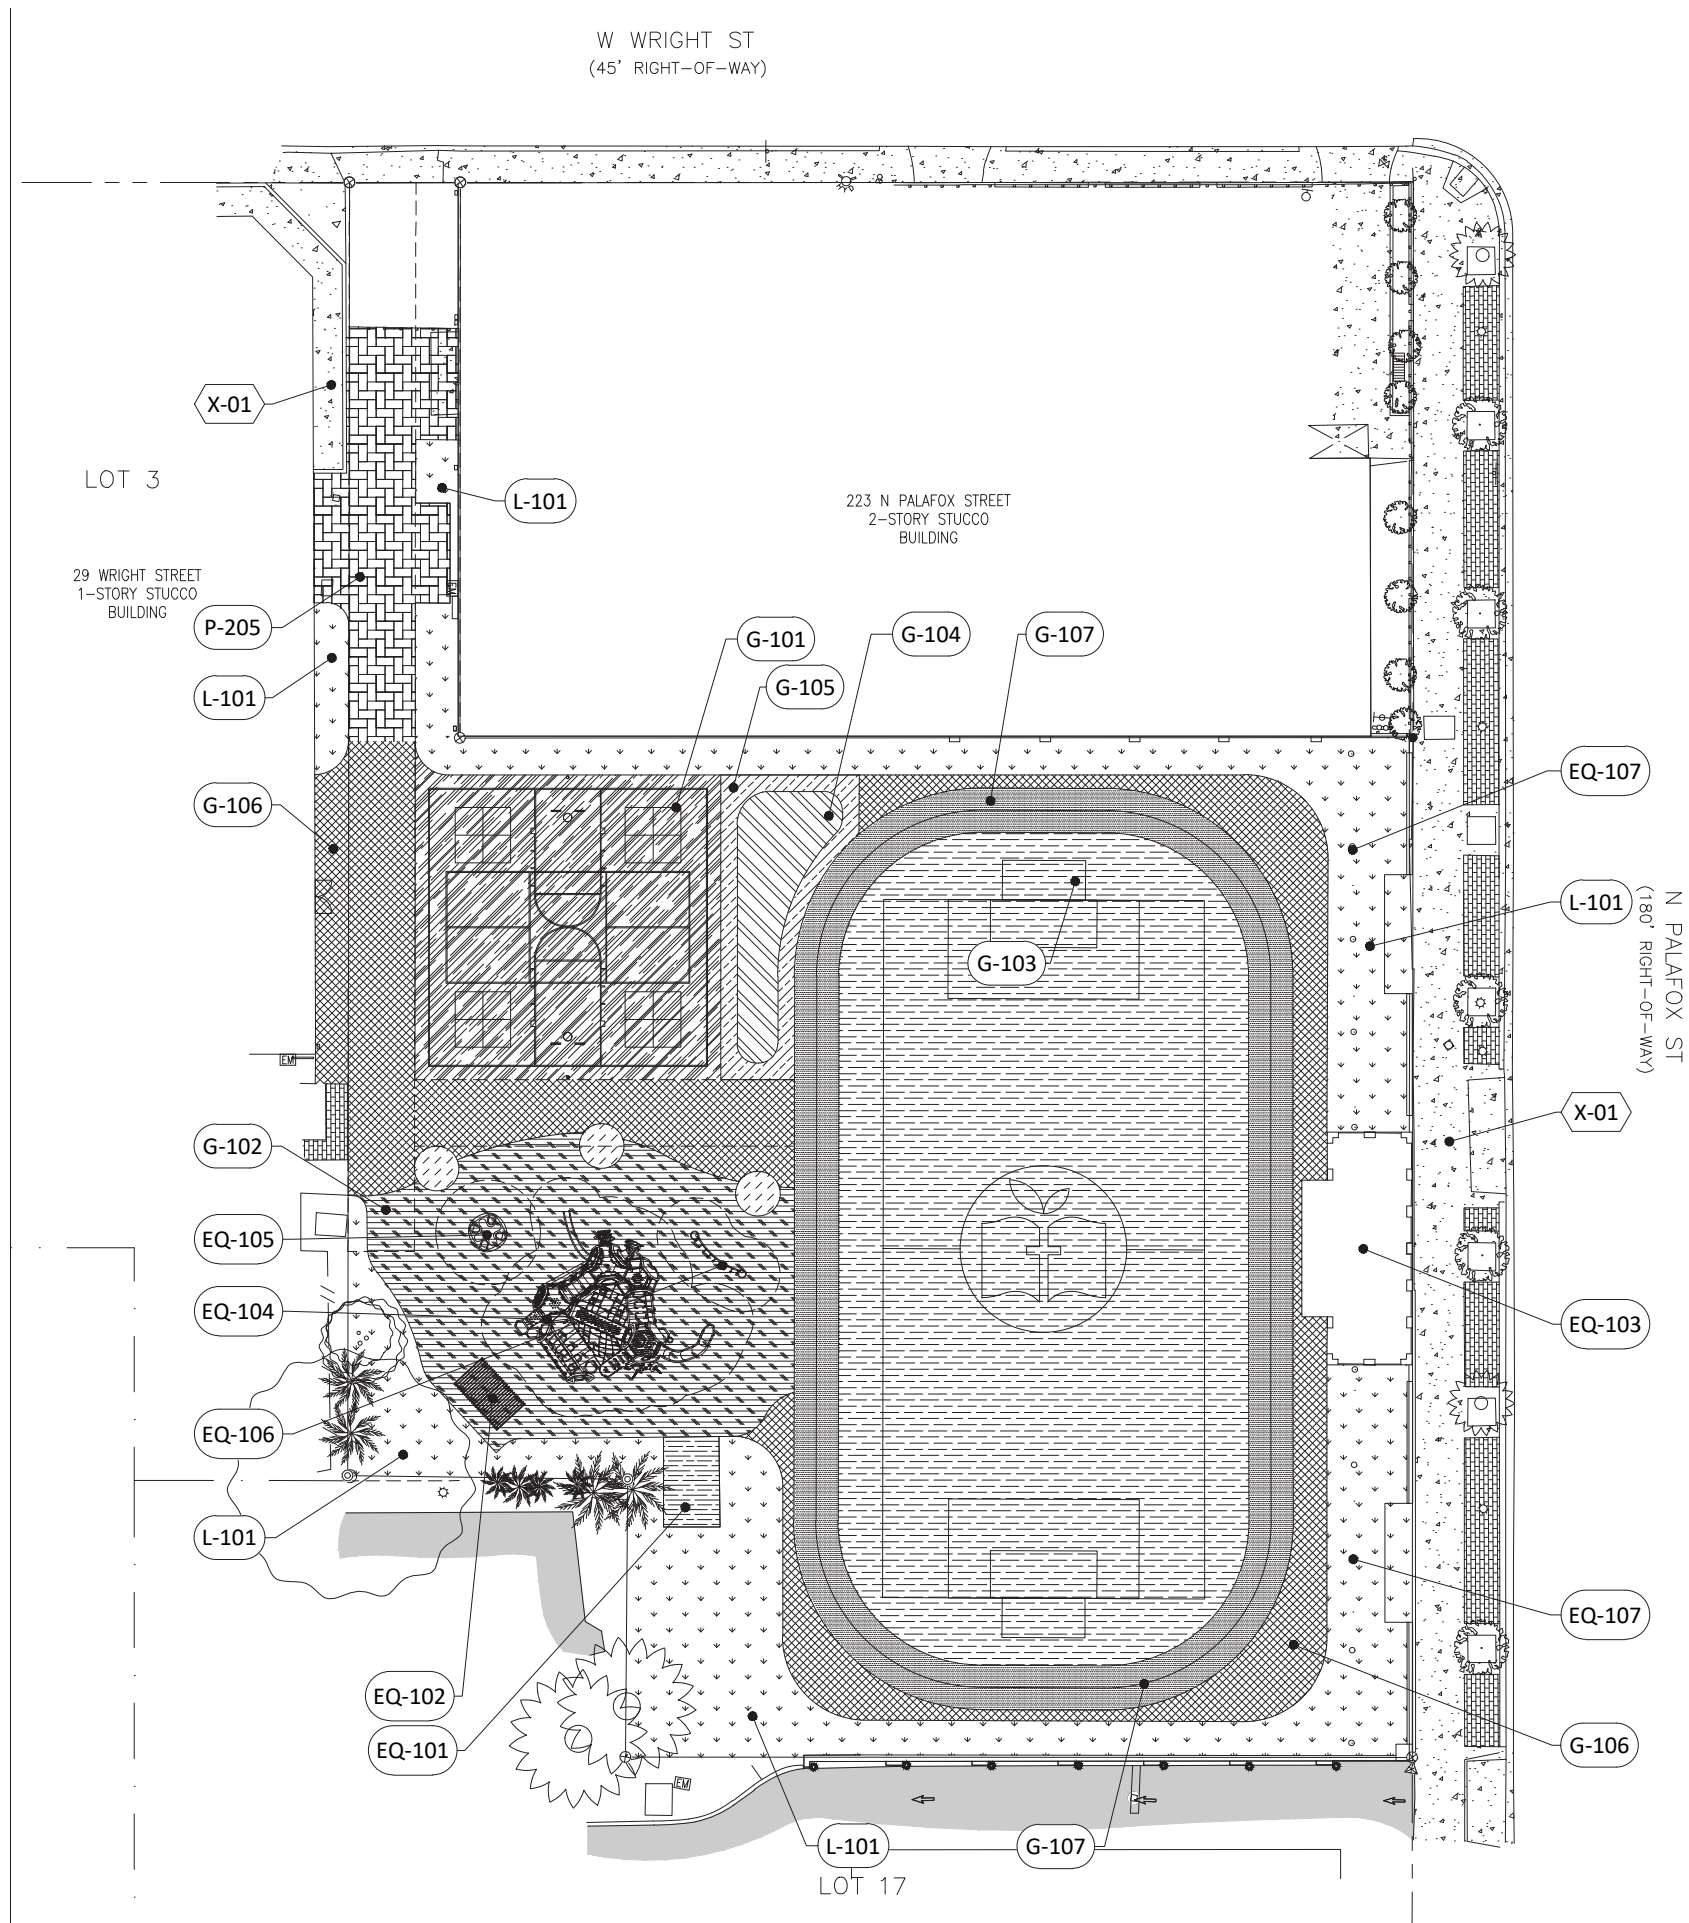 W WRIGHT ST
(45' RIGHT-OF-WAY)
X-01
LOT 3
L-101
223 N PALAFOX STREET
2-STORY STUCCO
BUILDING
29 WRIGHT STREET
1-STORY STUCCO
BUILDING
EM
P-205
G-101
G-104
G-107
L-101
G-105
EQ-107
G-106
L-101
N PALAFOX ST
(180' RIGHT-OF-WAY)
G-103
EM
X-01
G-102
EQ-105
EQ-104
EQ-103
EQ-106
L-101
EQ-107
EQ-102
EQ-101
G-106
EM
L-101
G-107
LOT 17